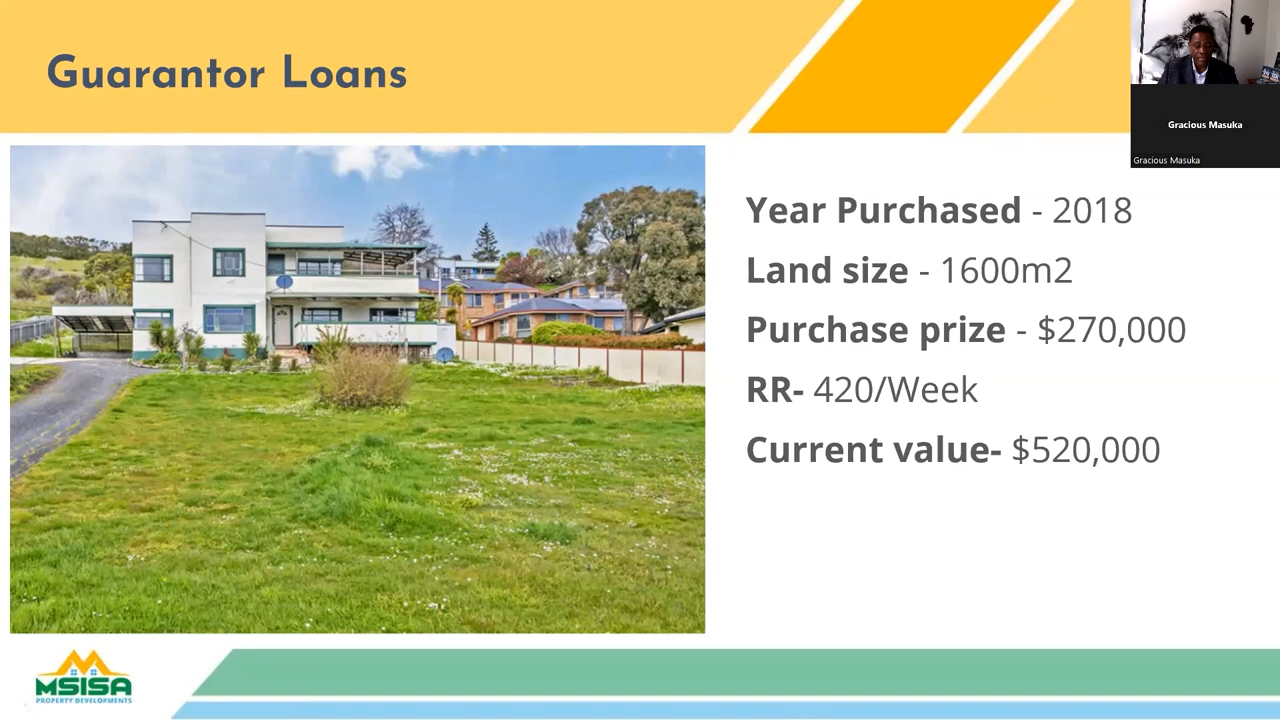 Guarantor Loans
Gracious Masuka
Gracious Masuka
Year Purchased - 2018
Land size - 1600m2
Purchase prize - $270,000
RR- 420/Week
Current value- $520,000
MSISA
PROPERTY DEVELOPMENTS